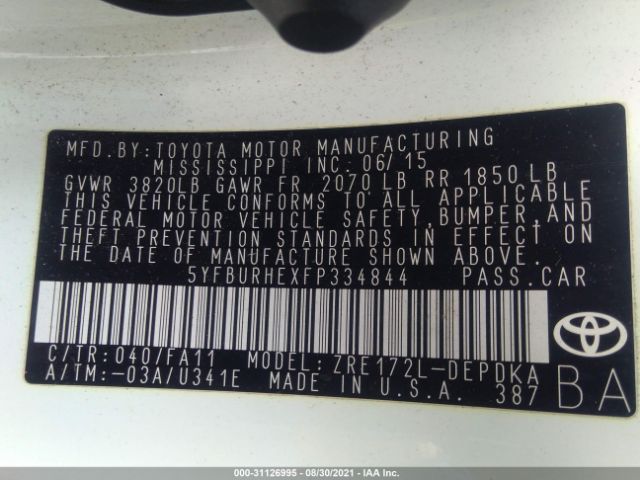 MFD.BY:TOYOTA MOTOR MANUFACTURING
MISSISSIPPI INC. 06/15
GVWR 3820LB GAWR FR 2070 LB RR 1850 LB
THIS VEHICLE CONFORMS TO ALL APPLICABLE
FEDERAL MOTOR VEHICLE SAFETY,BUMPER,AND
THEFT PREVENTION STANDARDS IN EFFECT ON
THE DATE OF MANUFACTURE SHOWN ABOVE.
5YFBURHEXFP334844 PASS.CAR
C/TR:040/FA11 MODEL:ZRE172L-DEPDKA
A/TM:-03A/U341E MADE IN U.S.A. 387
BA
000-31126995 - 08/30/2021 - IAA Inc.